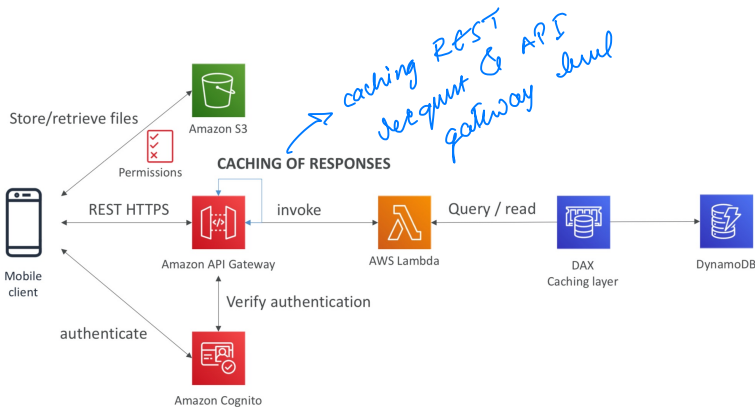 caching REST
request @ API
gateway level
Store/retrieve files
Amazon S3
Permissions
CACHING OF RESPONSES
REST HTTPS
invoke
Query / read
Mobile
client
Amazon API Gateway
AWS Lambda
DAX
Caching layer
DynamoDB
Verify authentication
authenticate
Amazon Cognito